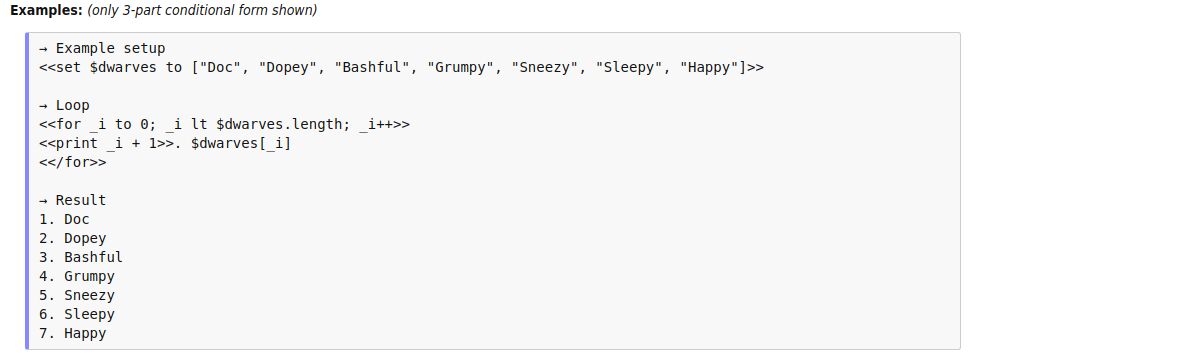 Examples: (only 3-part conditional form shown)
→ Example setup
<<set $dwarves to ["Doc", "Dopey", "Bashful", "Grumpy", "Sneezy", "Sleepy", "Happy"]>>
→ Loop
<<for _i to 0; _i lt $dwarves.length; _i++>>
<<print _i + 1>>. $dwarves[_i]
<</for>>
→ Result
1. Doc
2. Dopey
3. Bashful
4. Grumpy
5. Sneezy
6. Sleepy
7. Happy